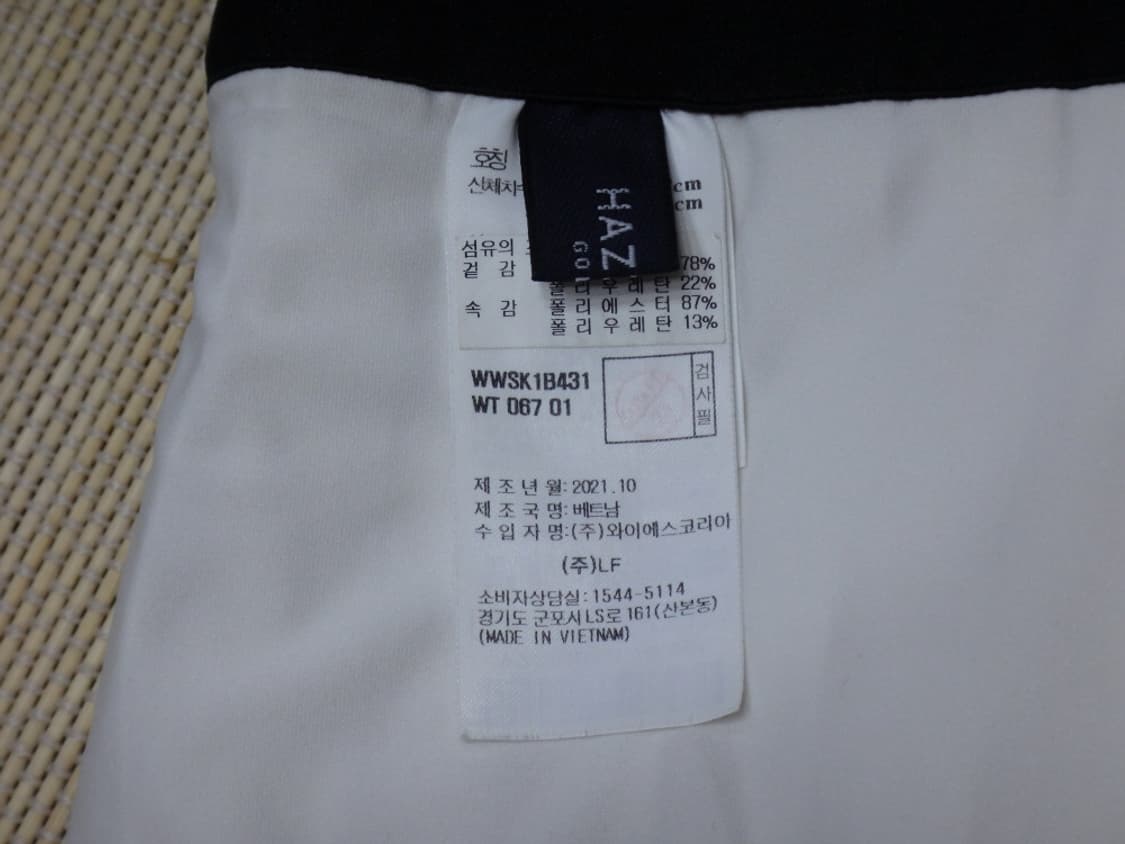 호칭
신체치수
cm
cm
HAZ
GOL
섬유의
겉 감 78%
폴리우레탄 22%
속 감 폴리에스터 87%
폴리우레탄 13%
WWSK1B431
WT 067 01
검사필
제 조 년 월: 2021.10
제 조 국 명: 베트남
수 입 자 명:(주)와이에스코리아
(주)LF
소비자상담실: 1544-5114
경기도 군포시 LS로 161(산본동)
(MADE IN VIETNAM)